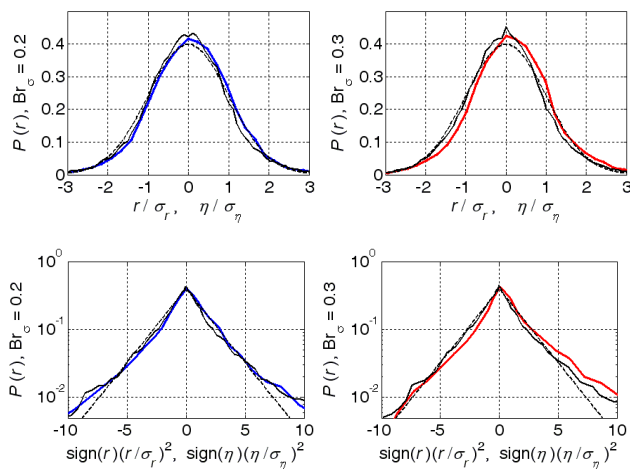 P(r), Br_σ = 0.2
0.4
0.3
0.2
0.1
0
-3 -2 -1 0 1 2 3
r / σ_r , η / σ_η
P(r), Br_σ = 0.3
0.4
0.3
0.2
0.1
0
-3 -2 -1 0 1 2 3
r / σ_r , η / σ_η
P(r), Br_σ = 0.2
10^0
10^-1
10^-2
-10 -5 0 5 10
sign(r)(r/σ_r)^2, sign(η)(η/σ_η)^2
P(r), Br_σ = 0.3
10^0
10^-1
10^-2
-10 -5 0 5 10
sign(r)(r/σ_r)^2, sign(η)(η/σ_η)^2